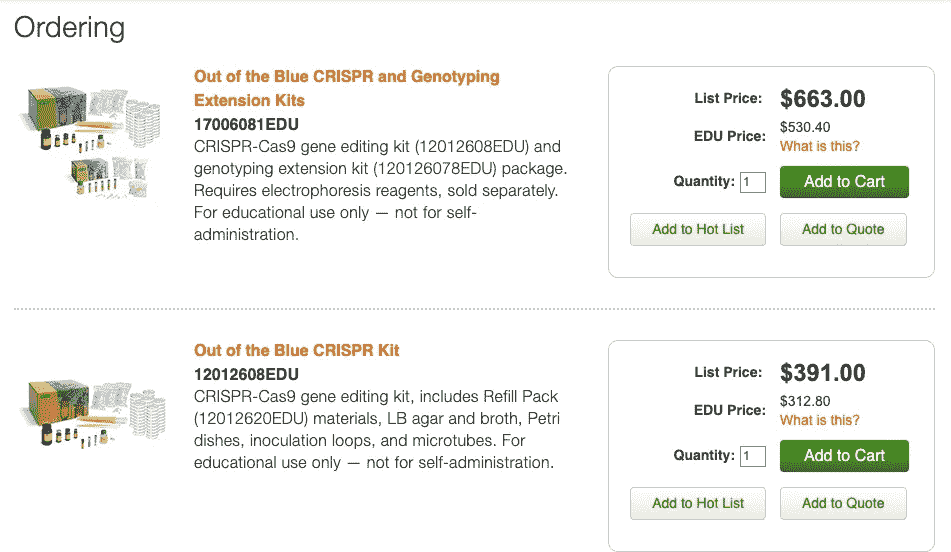 Ordering
Out of the Blue CRISPR and Genotyping
Extension Kits
17006081EDU
CRISPR-Cas9 gene editing kit (12012608EDU) and
genotyping extension kit (120126078EDU) package.
Requires electrophoresis reagents, sold separately.
For educational use only — not for self-
administration.
List Price: $663.00
EDU Price: $530.40
What is this?
Quantity: 1 Add to Cart
Add to Hot List Add to Quote
Out of the Blue CRISPR Kit
12012608EDU
CRISPR-Cas9 gene editing kit, includes Refill Pack
(12012620EDU) materials, LB agar and broth, Petri
dishes, inoculation loops, and microtubes. For
educational use only — not for self-administration.
List Price: $391.00
EDU Price: $312.80
What is this?
Quantity: 1 Add to Cart
Add to Hot List Add to Quote